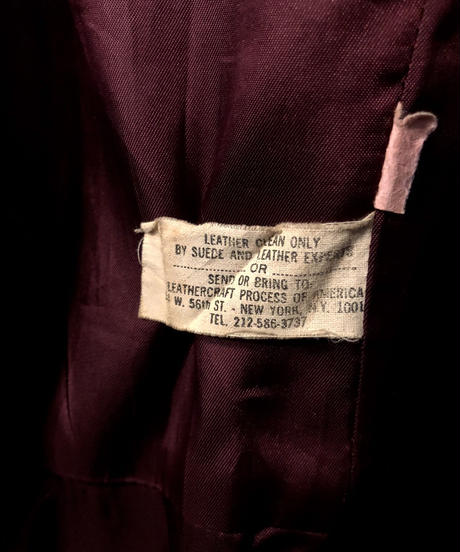 LEATHER CLEAN ONLY
BY SUEDE AND LEATHER EXPERTS
OR
SEND OR BRING TO
LEATHERCRAFT PROCESS OF AMERICA
W. 56th ST. - NEW YORK, N.Y. 1001
TEL. 212-586-3737